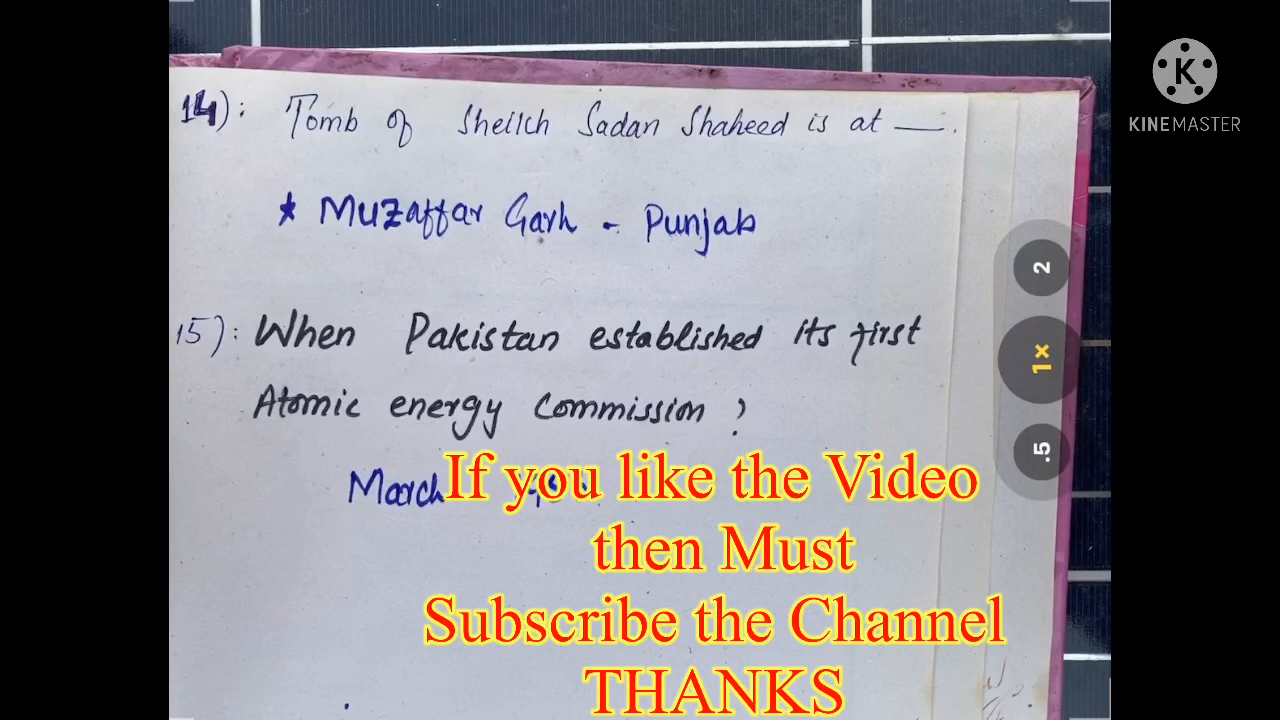 14): Tomb of Sheikh Sadan Shaheed is at —.
* Muzaffar Garh - Punjab
15): When Pakistan established its first
Atomic energy commission ?
March
If you like the Video
then Must
Subscribe the Channel
THANKS
KINEMASTER
2
1×
.5